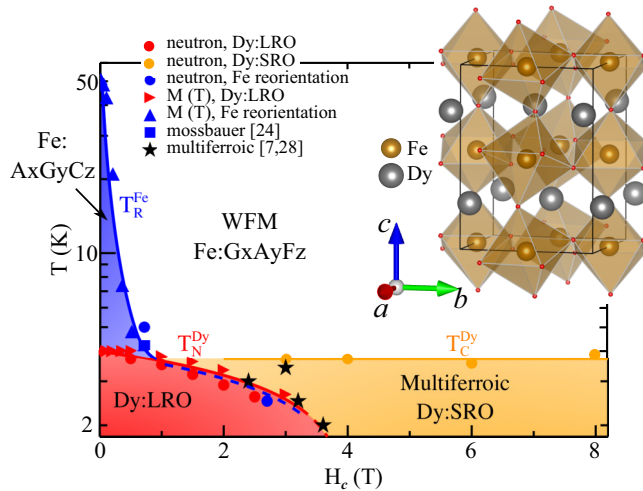 neutron, Dy:LRO
neutron, Dy:SRO
neutron, Fe reorientation
M (T), Dy:LRO
M (T), Fe reorientation
mossbauer [24]
multiferroic [7,28]
Fe:
AxGyCz
T_R^Fe
WFM
Fe:GxAyFz
T_N^Dy
T_C^Dy
Dy:LRO
Multiferroic
Dy:SRO
Fe
Dy
c
a
b
T (K)
50
10
2
0
2
4
6
8
H_c (T)